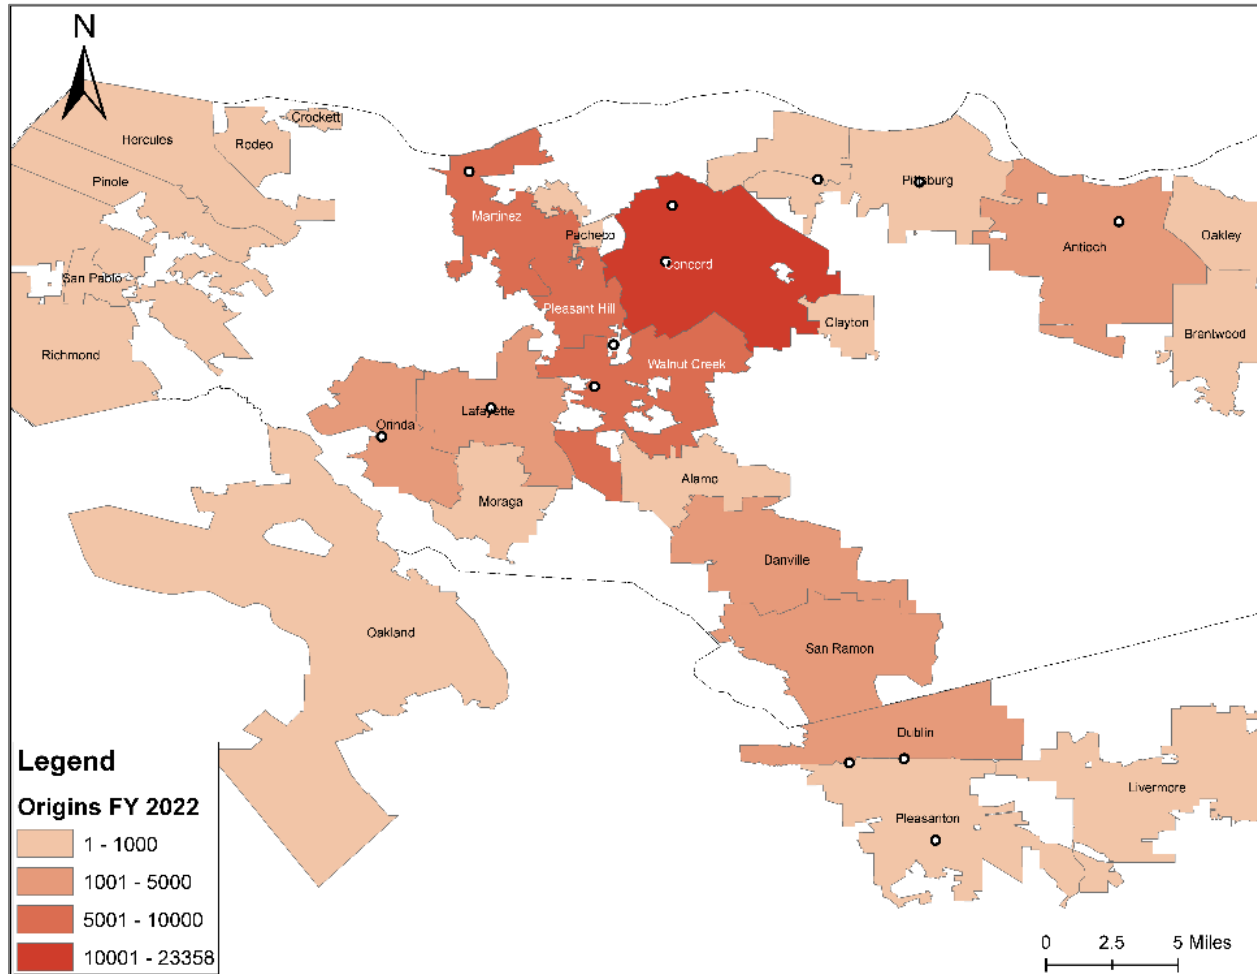 N
Crockett
Hercules
Rodeo
Pinole
Pittsburg
Martinez
Pacheco
Oakley
Antioch
San Pablo
Concord
Pleasant Hill
Clayton
Brentwood
Richmond
Walnut Creek
Lafayette
Orinda
Alamo
Moraga
Danville
Oakland
San Ramon
Dublin
Livermore
Pleasanton
Legend
Origins FY 2022
1 - 1000
1001 - 5000
5001 - 10000
10001 - 23358
0 2.5 5 Miles